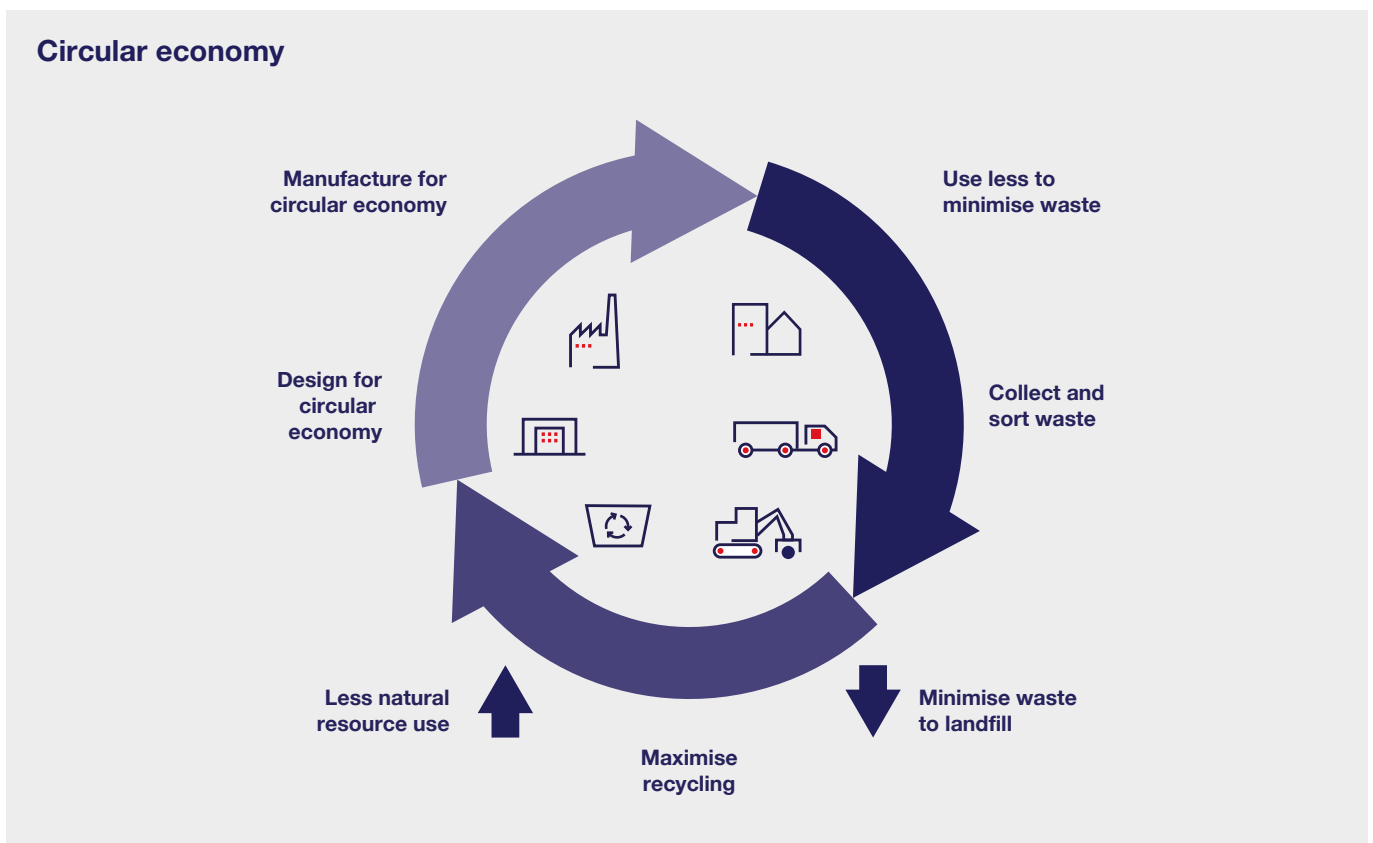 Circular economy
Manufacture for
circular economy
Use less to
minimise waste
Design for
circular
economy
Collect and
sort waste
Less natural
resource use
Minimise waste
to landfill
Maximise
recycling